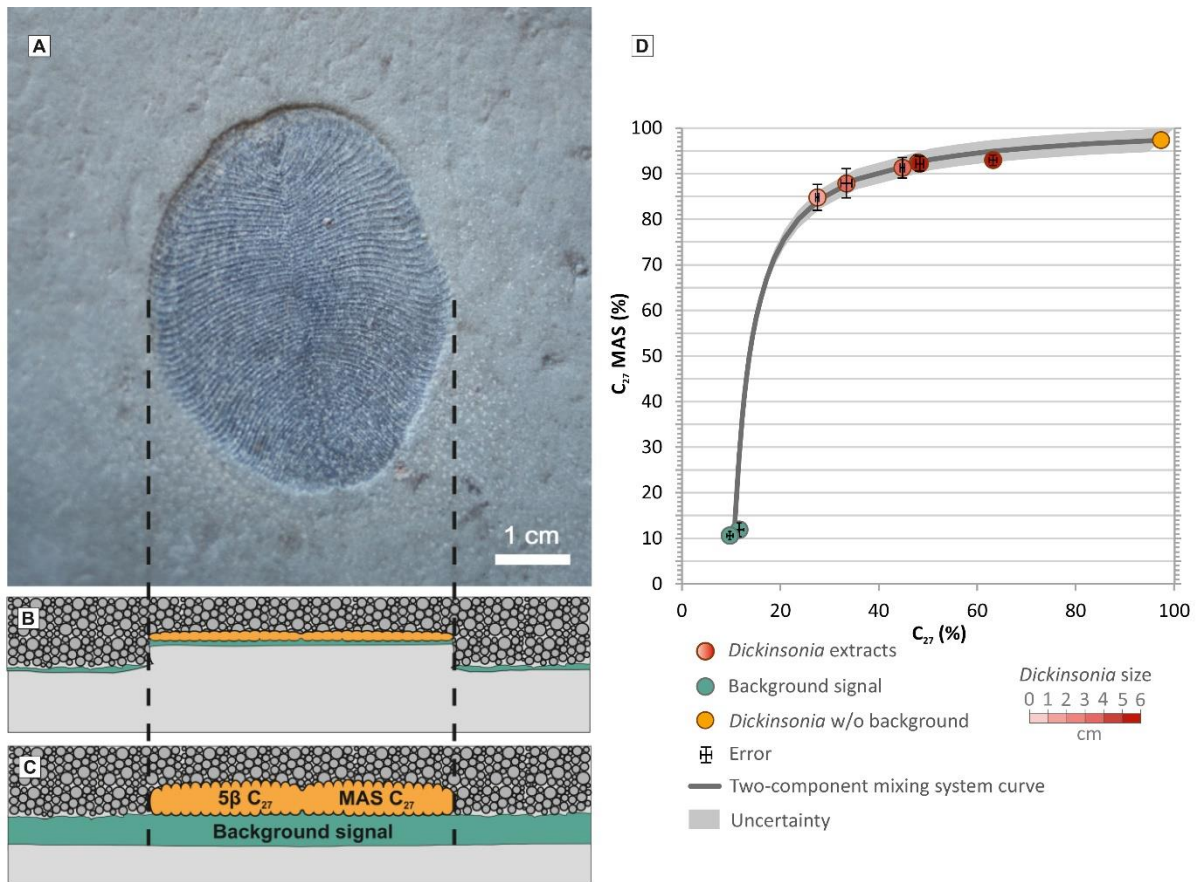 A
1 cm
B
C
5β C₂₇ MAS C₂₇
Background signal
D
C₂₇ MAS (%)
100
90
80
70
60
50
40
30
20
10
0
0 20 40 60 80 100
C₂₇ (%)
Dickinsonia extracts
Background signal
Dickinsonia w/o background
Error
Two-component mixing system curve
Uncertainty
Dickinsonia size
0 1 2 3 4 5 6
cm